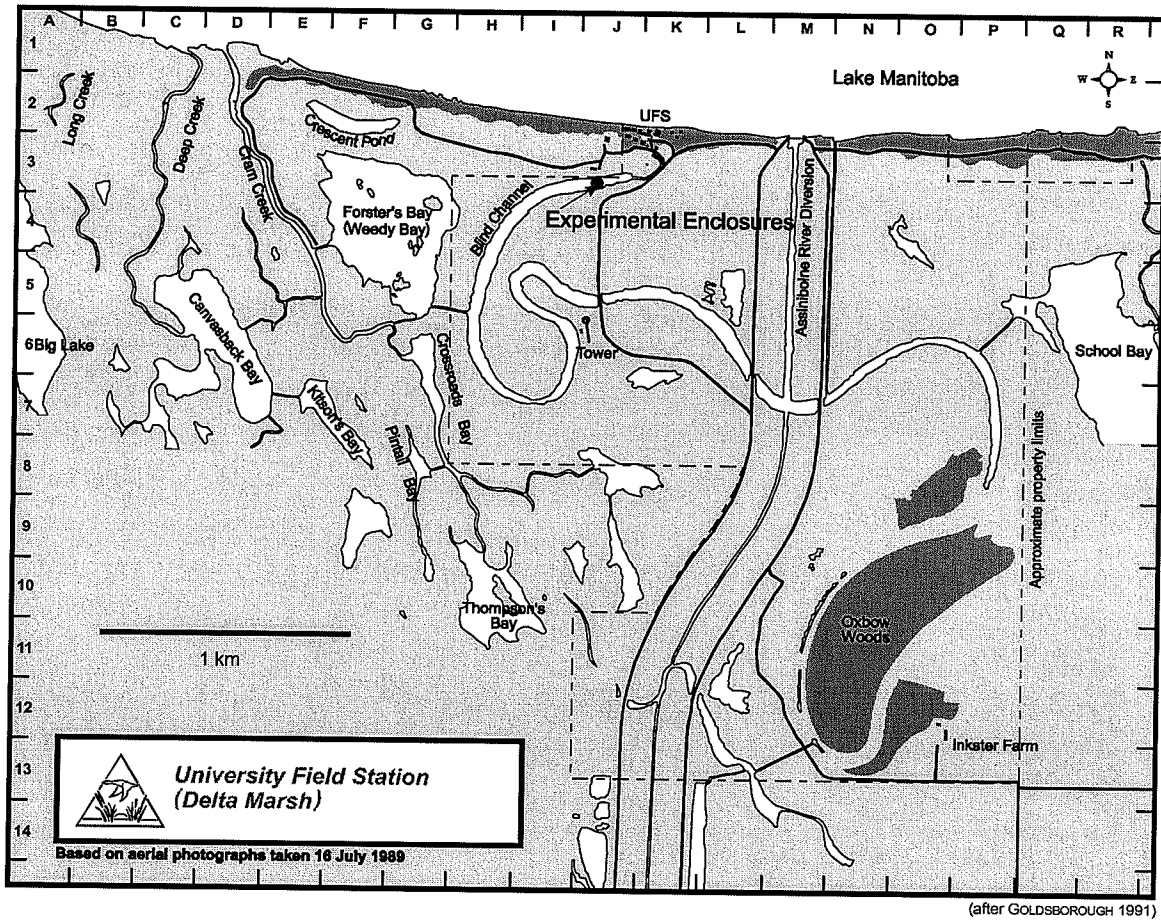 A B C D E F G H I J K L M N O P Q R
1
2
3
4
5
6
7
8
9
10
11
12
13
14
Lake Manitoba
N
W E
S
UFS
Long Creek
Deep Creek
Cram Creek
Crescent Pond
Forster's Bay
(Weedy Bay)
Blind Channel
Experimental Enclosures
Assiniboine River Diversion
Canvasback Bay
Big Lake
Crossroads Bay
Tower
School Bay
Kitson's Bay
Pintail Bay
Approximate property limits
Thompson's
Bay
Oxbow
Woods
1 km
Inkster Farm
University Field Station
(Delta Marsh)
Based on aerial photographs taken 16 July 1989
(after GOLDSBOROUGH 1991)